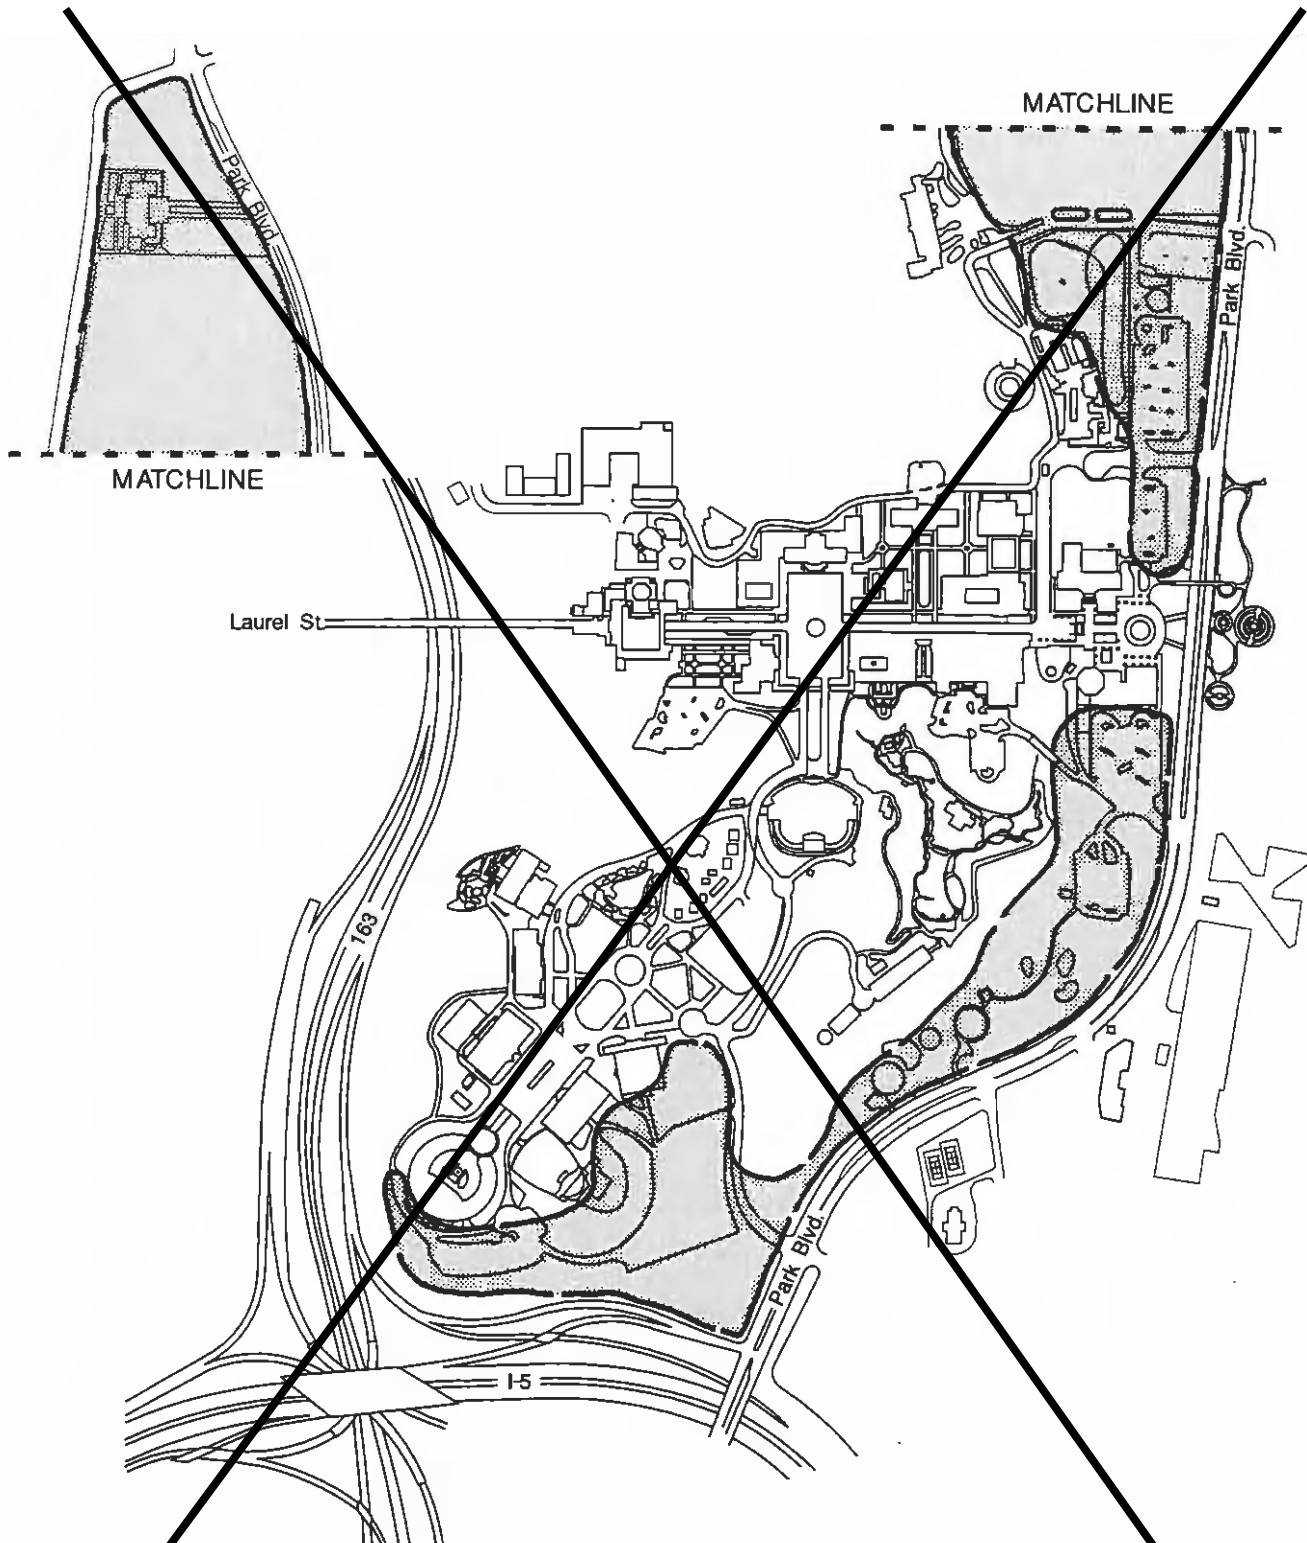 MATCHLINE
Park Blvd
Park Blvd.
MATCHLINE
Laurel St.
163
Park Blvd.
I-5